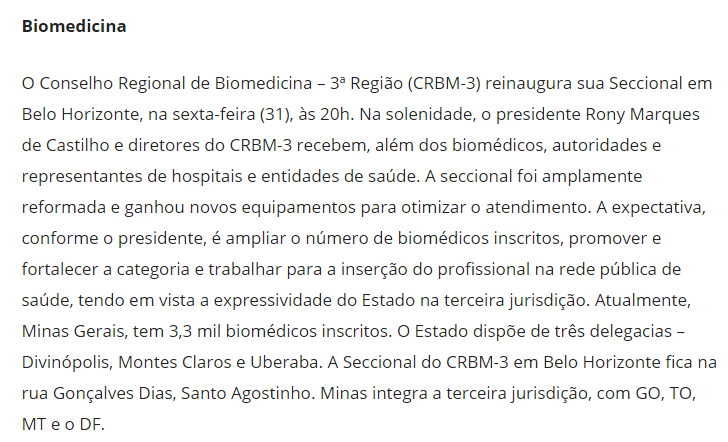 Biomedicina
O Conselho Regional de Biomedicina – 3ª Região (CRBM-3) reinaugura sua Seccional em
Belo Horizonte, na sexta-feira (31), às 20h. Na solenidade, o presidente Rony Marques
de Castilho e diretores do CRBM-3 recebem, além dos biomédicos, autoridades e
representantes de hospitais e entidades de saúde. A seccional foi amplamente
reformada e ganhou novos equipamentos para otimizar o atendimento. A expectativa,
conforme o presidente, é ampliar o número de biomédicos inscritos, promover e
fortalecer a categoria e trabalhar para a inserção do profissional na rede pública de
saúde, tendo em vista a expressividade do Estado na terceira jurisdição. Atualmente,
Minas Gerais, tem 3,3 mil biomédicos inscritos. O Estado dispõe de três delegacias –
Divinópolis, Montes Claros e Uberaba. A Seccional do CRBM-3 em Belo Horizonte fica na
rua Gonçalves Dias, Santo Agostinho. Minas integra a terceira jurisdição, com GO, TO,
MT e o DF.